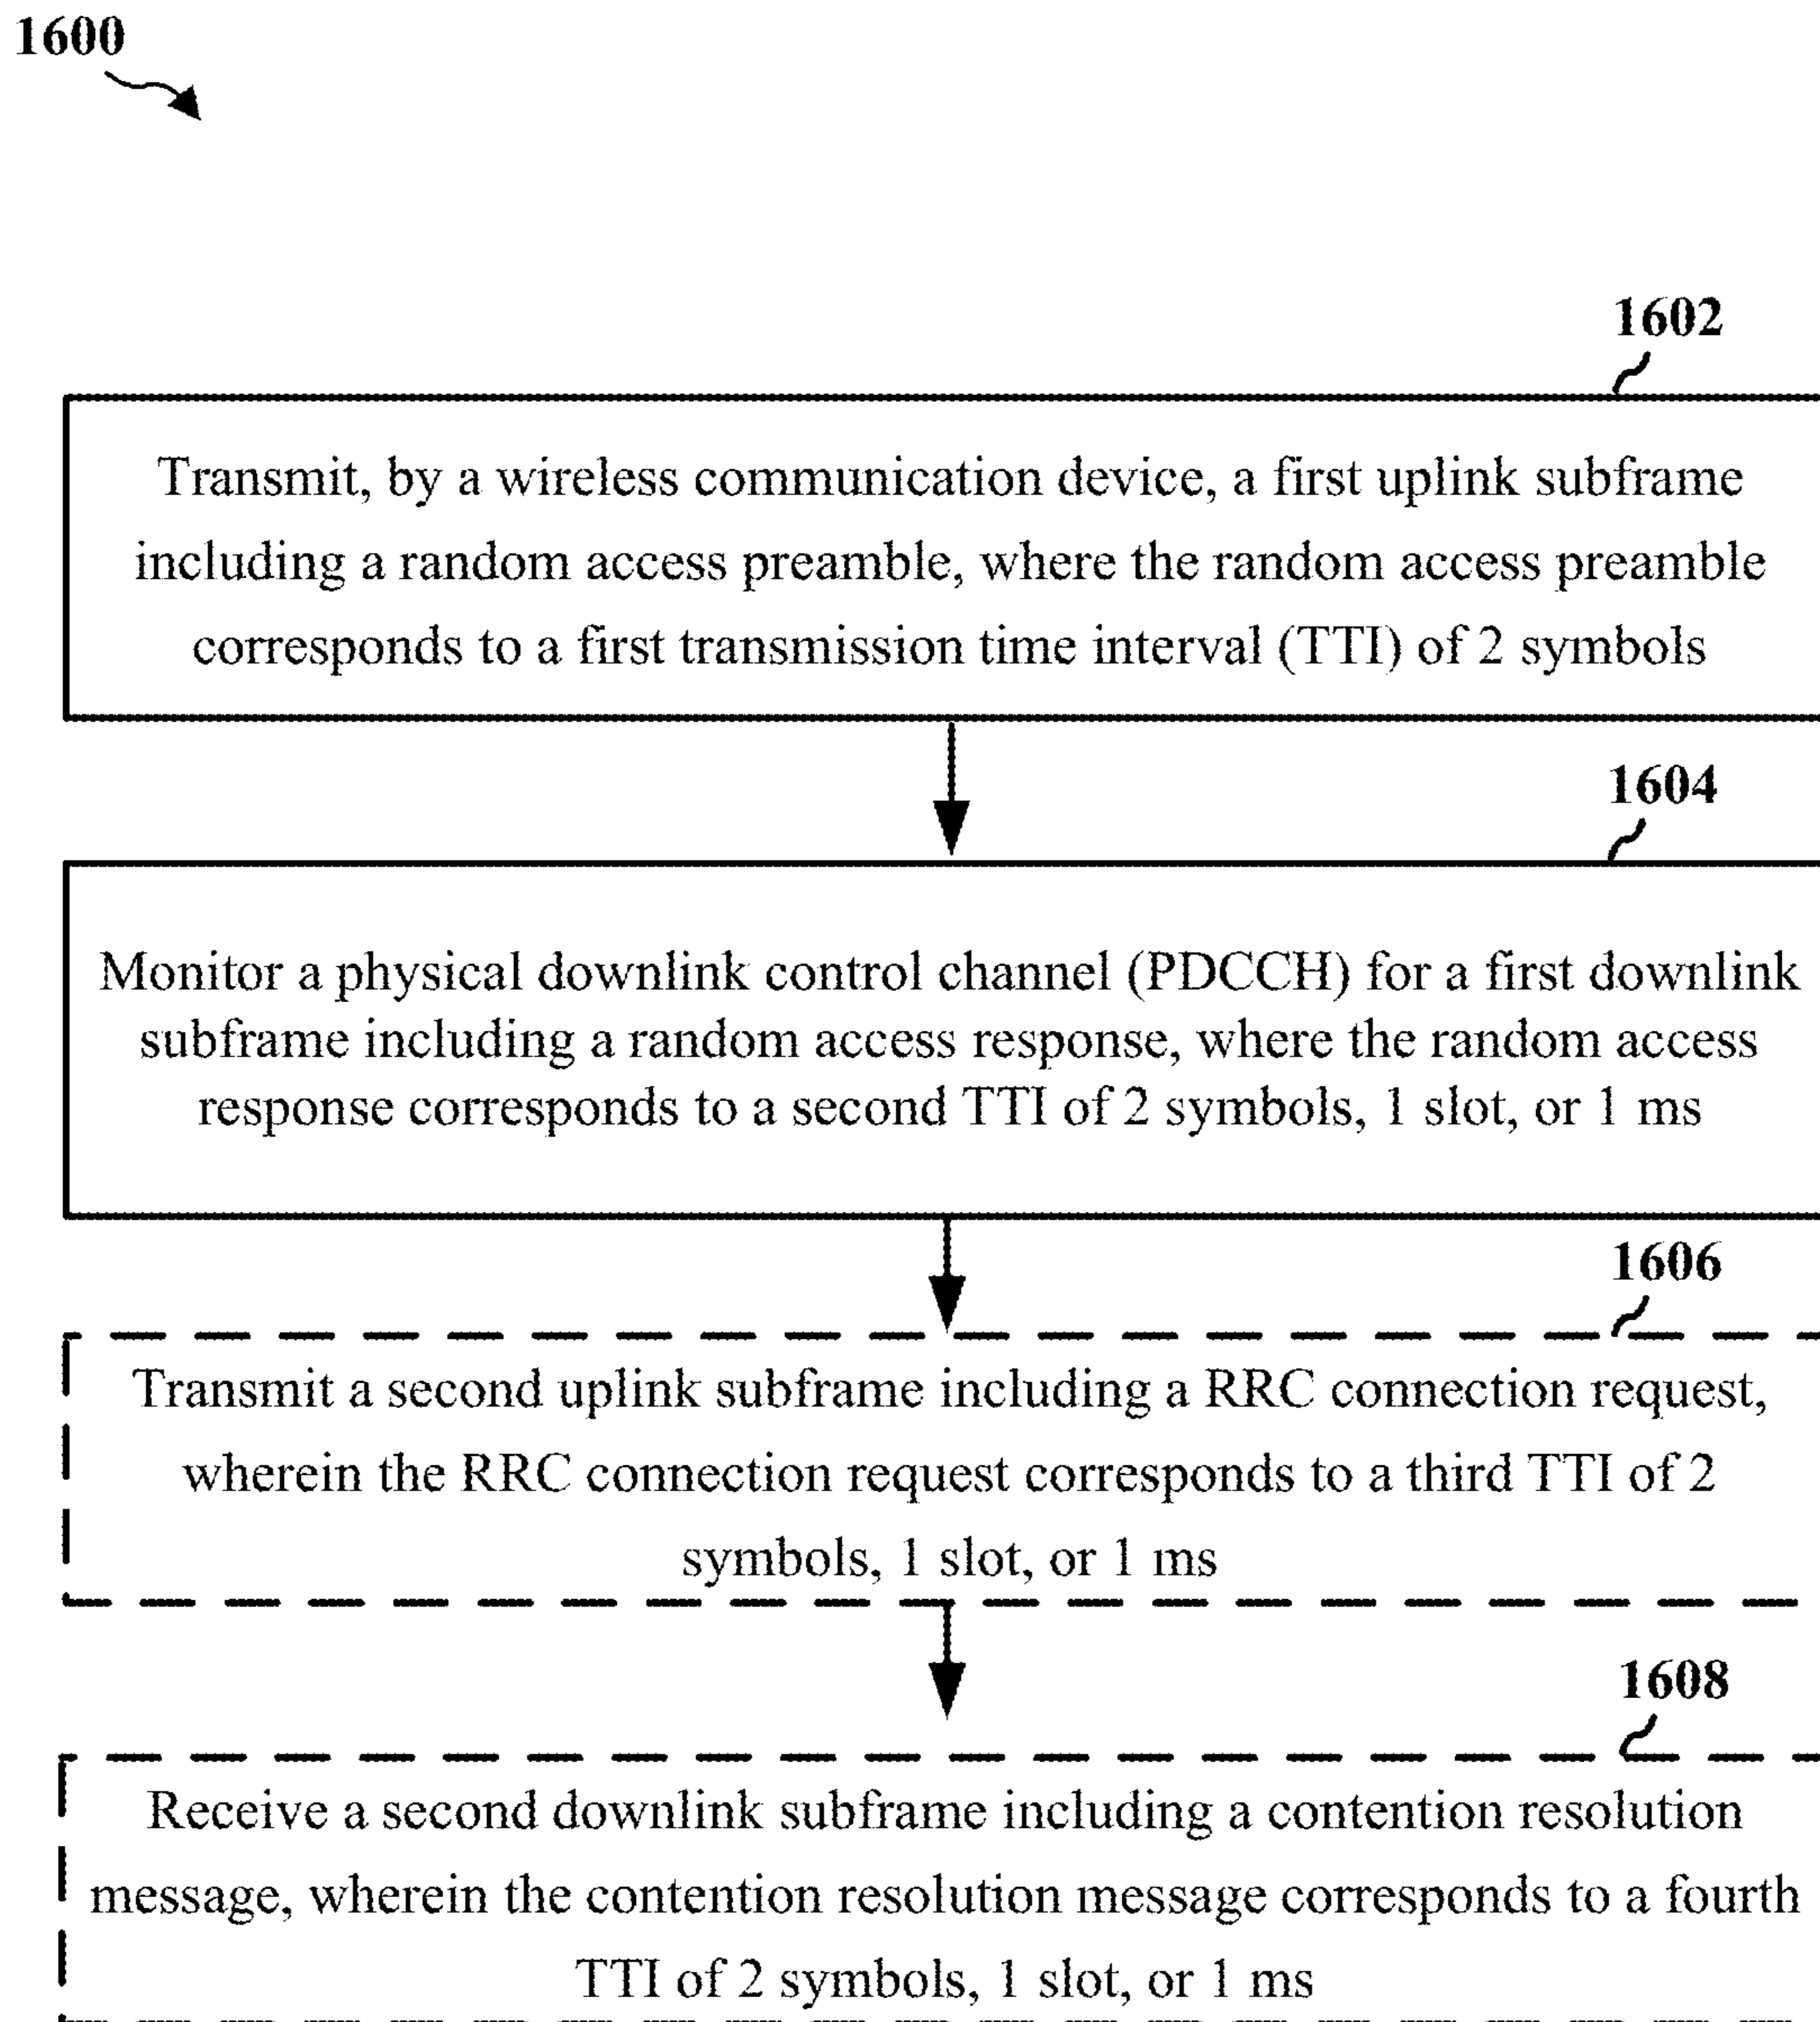 1600
1602
Transmit, by a wireless communication device, a first uplink subframe
including a random access preamble, where the random access preamble
corresponds to a first transmission time interval (TTI) of 2 symbols
1604
Monitor a physical downlink control channel (PDCCH) for a first downlink
subframe including a random access response, where the random access
response corresponds to a second TTI of 2 symbols, 1 slot, or 1 ms
1606
Transmit a second uplink subframe including a RRC connection request,
wherein the RRC connection request corresponds to a third TTI of 2
symbols, 1 slot, or 1 ms
1608
Receive a second downlink subframe including a contention resolution
message, wherein the contention resolution message corresponds to a fourth
TTI of 2 symbols, 1 slot, or 1 ms